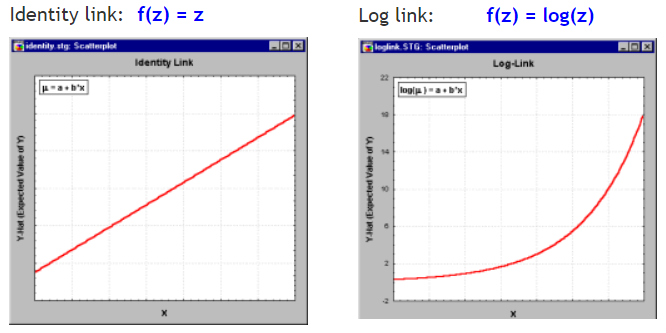 Identity link: f(z) = z
identity.stg: Scatterplot
Identity Link
μ = a + b*x
Y-Hat (Expected Value of Y)
X
Log link: f(z) = log(z)
loglink.STG: Scatterplot
Log-Link
log(μ ) = a + b*x
Y-Hat (Expected Value of Y)
22
18
14
10
6
2
-2
X